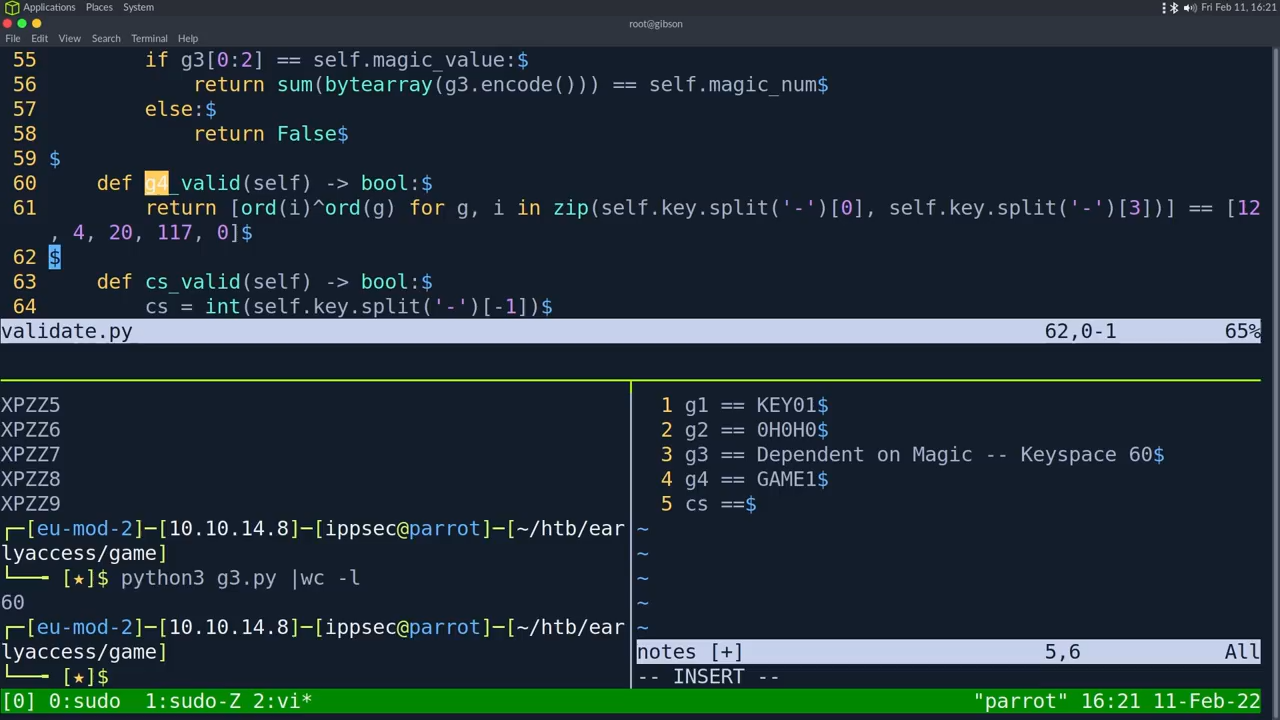 Applications Places System
Fri Feb 11, 16:21
root@gibson
File Edit View Search Terminal Help
55         if g3[0:2] == self.magic_value:$
56             return sum(bytearray(g3.encode())) == self.magic_num$
57         else:$
58             return False$
59 $
60     def g4_valid(self) -> bool:$
61         return [ord(i)^ord(g) for g, i in zip(self.key.split('-')[0], self.key.split('-')[3])] == [12
, 4, 20, 117, 0]$
62 $
63     def cs_valid(self) -> bool:$
64         cs = int(self.key.split('-')[-1])$
validate.py 62,0-1 65%
XPZZ5
XPZZ6
XPZZ7
XPZZ8
XPZZ9
┌─[eu-mod-2]─[10.10.14.8]─[ippsec@parrot]─[~/htb/ear
lyaccess/game]
└──╼ [★]$ python3 g3.py |wc -l
60
┌─[eu-mod-2]─[10.10.14.8]─[ippsec@parrot]─[~/htb/ear
lyaccess/game]
└──╼ [★]$
1 g1 == KEY01$
2 g2 == 0H0H0$
3 g3 == Dependent on Magic -- Keyspace 60$
4 g4 == GAME1$
5 cs ==$
~
~
~
~
~
notes [+] 5,6 All
-- INSERT --
[0] 0:sudo  1:sudo-Z 2:vi* "parrot" 16:21 11-Feb-22